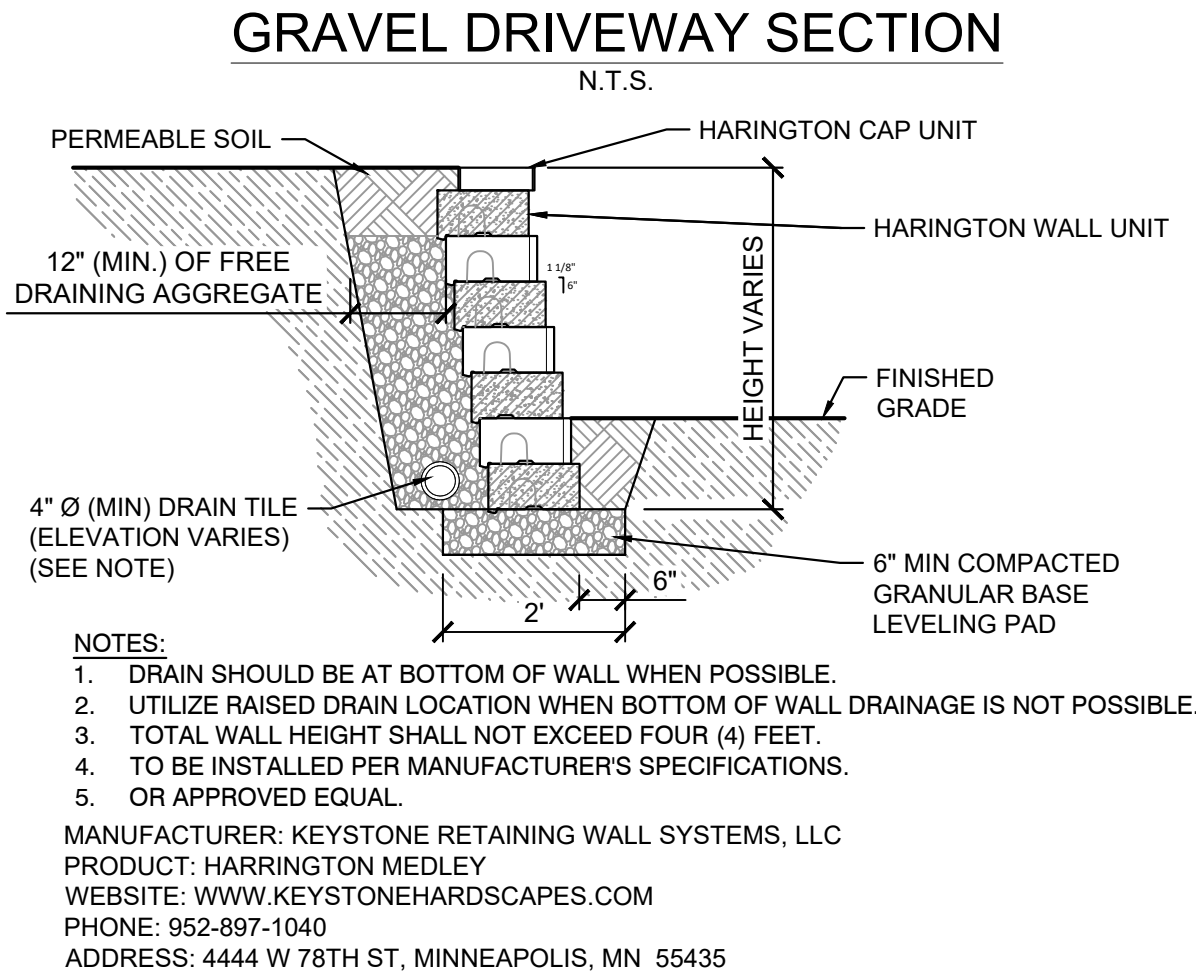 GRAVEL DRIVEWAY SECTION
N.T.S.
PERMEABLE SOIL
HARINGTON CAP UNIT
HARINGTON WALL UNIT
12" (MIN.) OF FREE
DRAINING AGGREGATE
1 1/8"
6"
HEIGHT VARIES
FINISHED
GRADE
4" Ø (MIN) DRAIN TILE
(ELEVATION VARIES)
(SEE NOTE)
6" MIN COMPACTED
GRANULAR BASE
LEVELING PAD
6"
2'
NOTES:
1. DRAIN SHOULD BE AT BOTTOM OF WALL WHEN POSSIBLE.
2. UTILIZE RAISED DRAIN LOCATION WHEN BOTTOM OF WALL DRAINAGE IS NOT POSSIBLE.
3. TOTAL WALL HEIGHT SHALL NOT EXCEED FOUR (4) FEET.
4. TO BE INSTALLED PER MANUFACTURER'S SPECIFICATIONS.
5. OR APPROVED EQUAL.
MANUFACTURER: KEYSTONE RETAINING WALL SYSTEMS, LLC
PRODUCT: HARRINGTON MEDLEY
WEBSITE: WWW.KEYSTONEHARDSCAPES.COM
PHONE: 952-897-1040
ADDRESS: 4444 W 78TH ST, MINNEAPOLIS, MN 55435